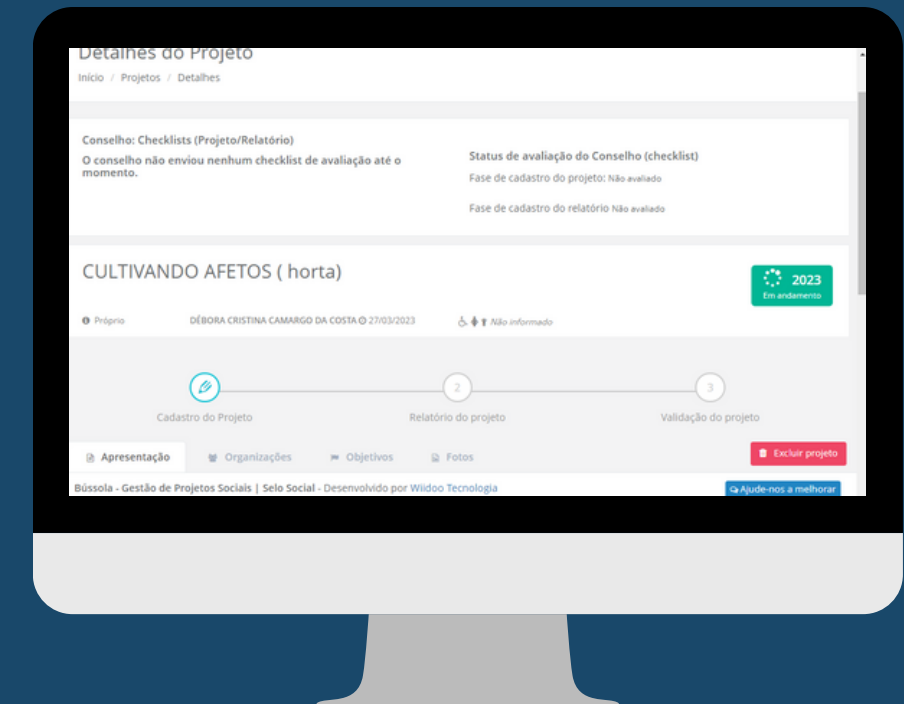 Detalhes do Projeto
Início / Projetos / Detalhes
Conselho: Checklists (Projeto/Relatório)
O conselho não enviou nenhum checklist de avaliação até o
momento.
Status de avaliação do Conselho (checklist)
Fase de cadastro do projeto: Não avaliado
Fase de cadastro do relatório Não avaliado
CULTIVANDO AFETOS ( horta)
2023
Em andamento
Próprio
DÉBORA CRISTINA CAMARGO DA COSTA 27/03/2023
Não informado
2
3
Cadastro do Projeto
Relatório do projeto
Validação do projeto
Apresentação
Organizações
Objetivos
Fotos
Excluir projeto
Bússola - Gestão de Projetos Sociais | Selo Social - Desenvolvido por Wiidoo Tecnologia
Ajude-nos a melhorar